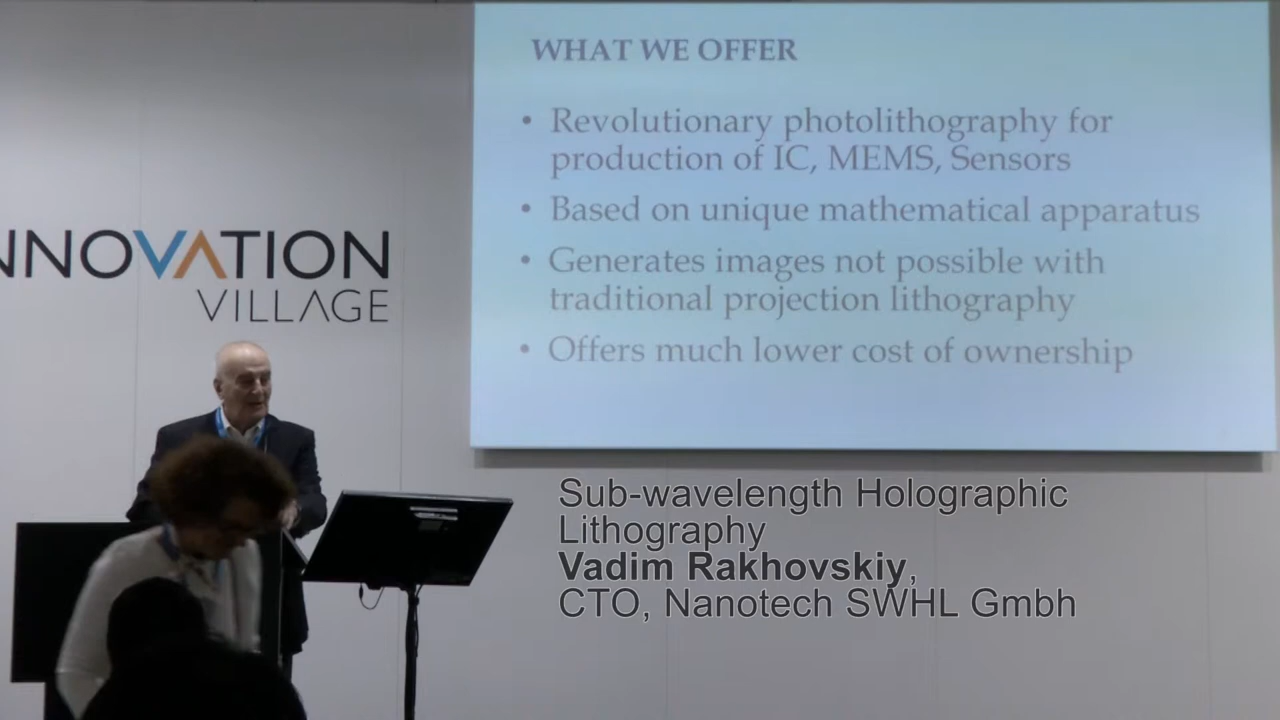 WHAT WE OFFER
• Revolutionary photolithography for
production of IC, MEMS, Sensors
• Based on unique mathematical apparatus
• Generates images not possible with
traditional projection lithography
• Offers much lower cost of ownership
NNOVATION
VILLAGE
Sub-wavelength Holographic
Lithography
Vadim Rakhovskiy,
CTO, Nanotech SWHL Gmbh